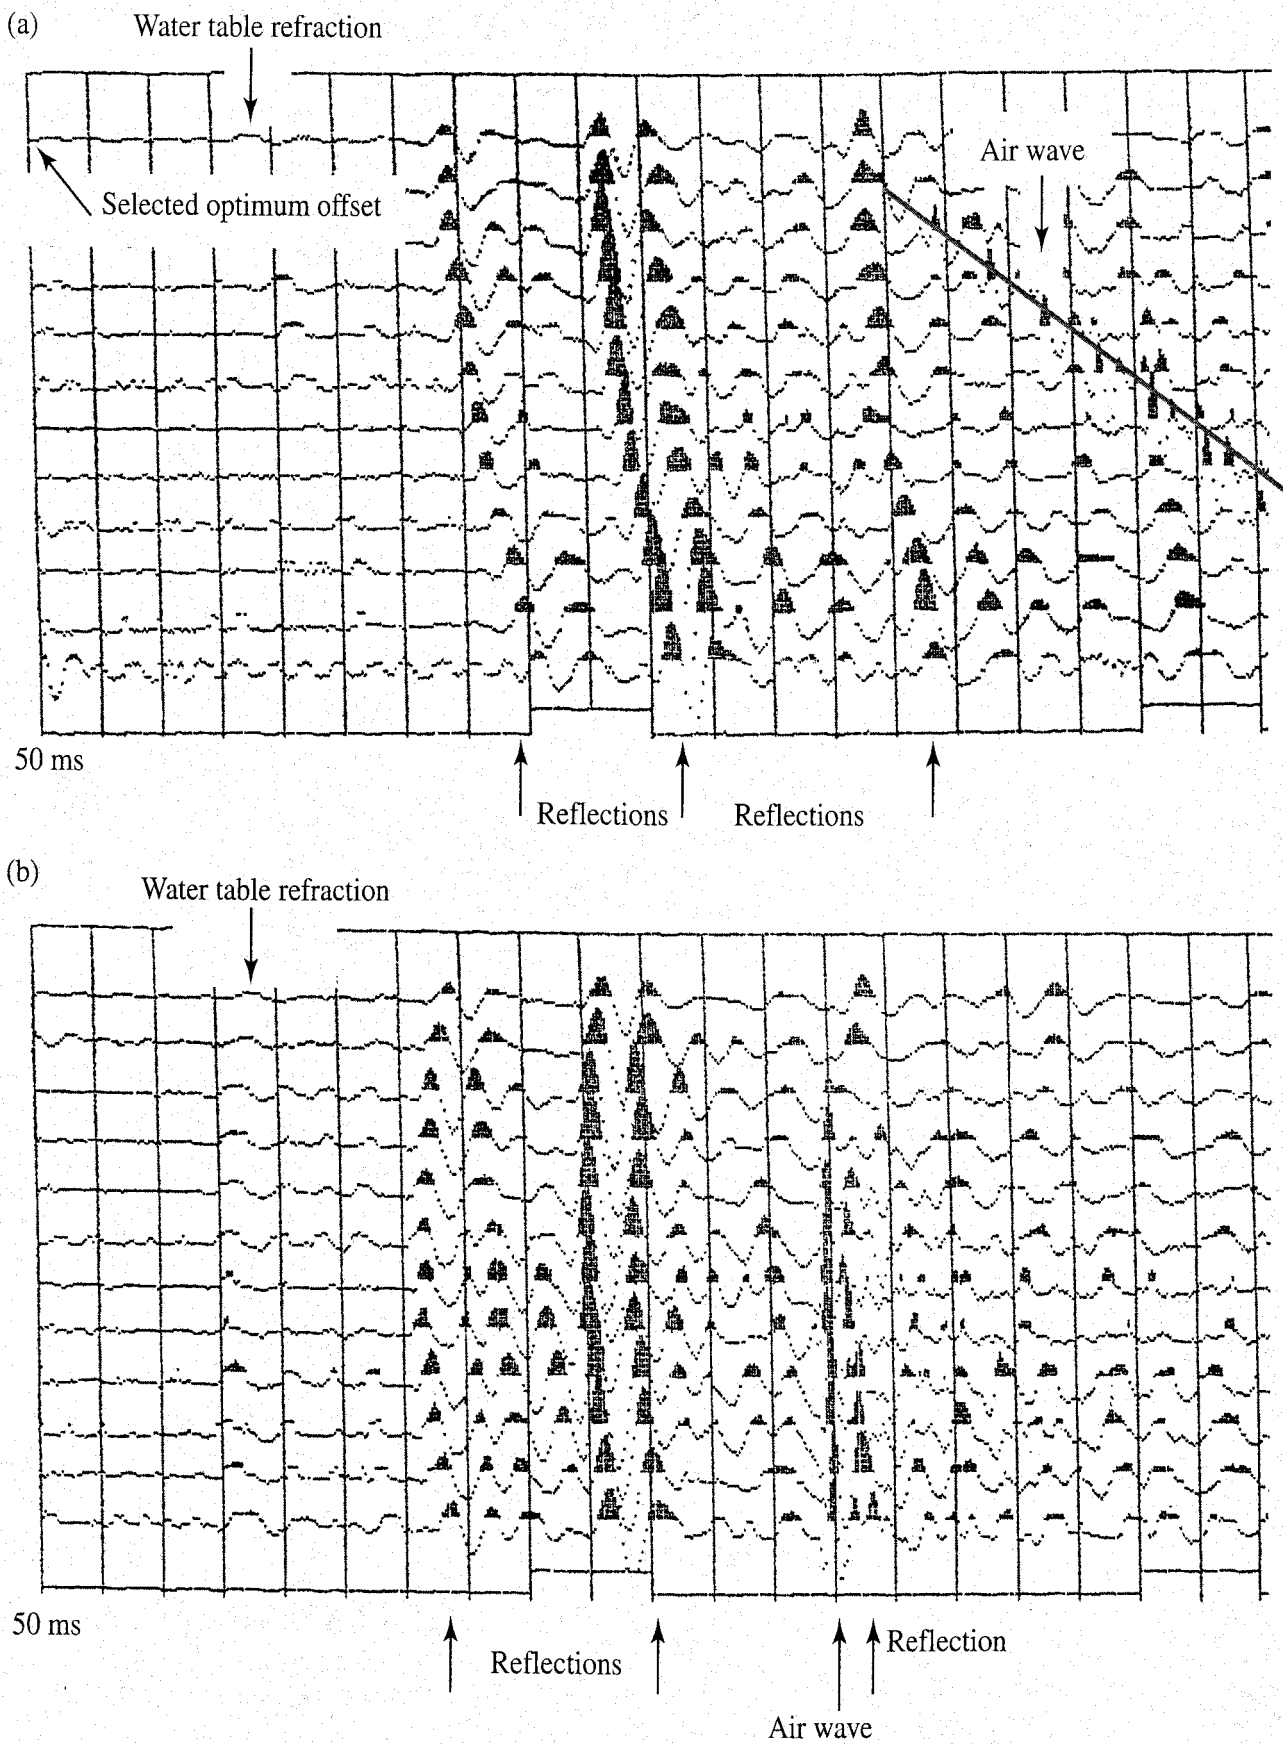 (a)
Water table refraction
Air wave
Selected optimum offset
50 ms
Reflections
Reflections
(b)
Water table refraction
50 ms
Reflection
Reflections
Air wave